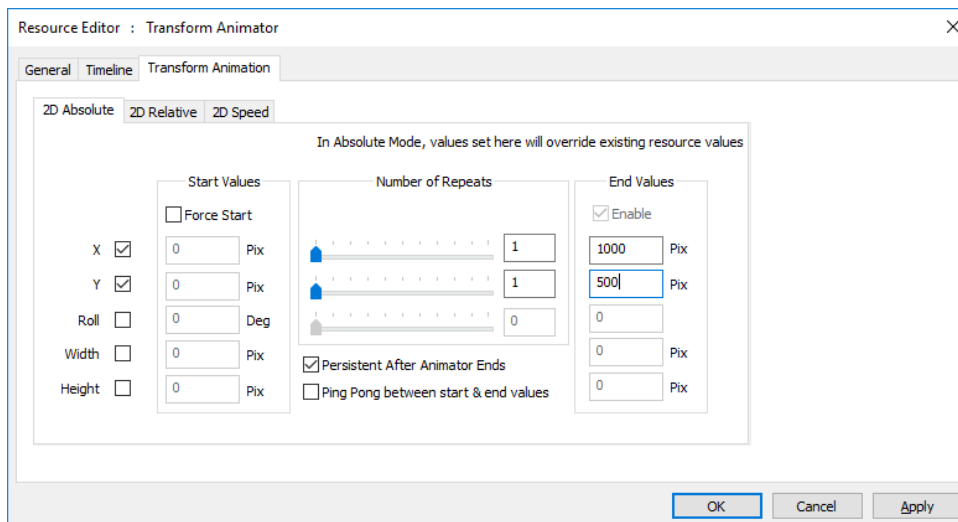 Resource Editor : Transform Animator
General Timeline Transform Animation
2D Absolute 2D Relative 2D Speed
In Absolute Mode, values set here will override existing resource values
Start Values Number of Repeats End Values
Force Start Enable
X 0 Pix 1 1000 Pix
Y 0 Pix 1 500 Pix
Roll 0 Deg 0 0
Width 0 Pix Persistent After Animator Ends 0 Pix
Height 0 Pix Ping Pong between start & end values 0 Pix
OK Cancel Apply